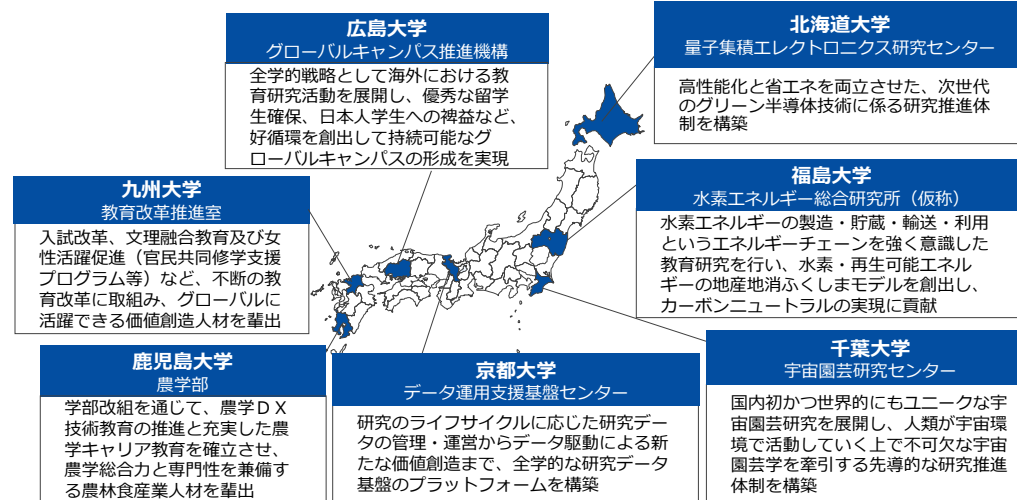 広島大学
グローバルキャンパス推進機構
全学的戦略として海外における教
育研究活動を展開し、優秀な留学
生確保、日本人学生への裨益など、
好循環を創出して持続可能なグ
ローバルキャンパスの形成を実現
北海道大学
量子集積エレクトロニクス研究センター
高性能化と省エネを両立させた、次世代
のグリーン半導体技術に係る研究推進体
制を構築
九州大学
教育改革推進室
入試改革、文理融合教育及び女
性活躍促進（官民共同修学支援
プログラム等）など、不断の教
育改革に取組み、グローバルに
活躍できる価値創造人材を輩出
福島大学
水素エネルギー総合研究所（仮称）
水素エネルギーの製造・貯蔵・輸送・利用
というエネルギーチェーンを強く意識した
教育研究を行い、水素・再生可能エネル
ギーの地産地消ふくしまモデルを創出し、
カーボンニュートラルの実現に貢献
鹿児島大学
農学部
学部改組を通じて、農学ＤＸ
技術教育の推進と充実した農
学キャリア教育を確立させ、
農学総合力と専門性を兼備す
る農林食産業人材を輩出
京都大学
データ運用支援基盤センター
研究のライフサイクルに応じた研究デー
タの管理・運営からデータ駆動による新
たな価値創造まで、全学的な研究データ
基盤のプラットフォームを構築
千葉大学
宇宙園芸研究センター
国内初かつ世界的にもユニークな宇
宙園芸研究を展開し、人類が宇宙環
境で活動していく上で不可欠な宇宙
園芸学を牽引する先導的な研究推進
体制を構築